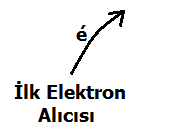 é
İlk Elektron
Alıcısı